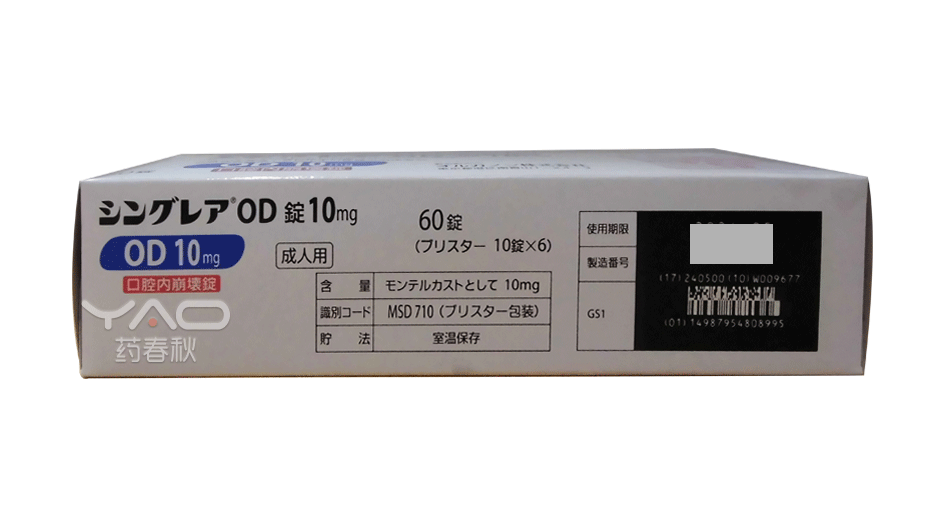 シングレア®OD 錠10mg
OD 10mg
口腔内崩壊錠
成人用
60錠
(ブリスター 10錠×6)
含 量 モンテルカストとして 10mg
識別コード MSD 710(ブリスター包装)
貯 法 室温保存
使用期限
製造番号
(17)240500(10)W009677
GS1
(01)14987954808995
YAO
药春秋